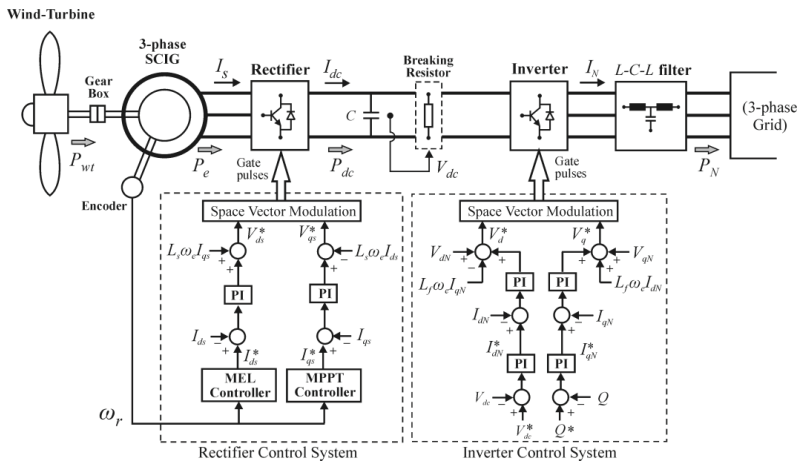 Wind-Turbine
3-phase
SCIG
Gear
Box
I_s
Rectifier
I_dc
Breaking
Resistor
Inverter
I_N
L-C-L filter
(3-phase
Grid)
C
P_wt
P_e
P_dc
V_dc
P_N
Encoder
Gate
pulses
Gate
pulses
Space Vector Modulation
Space Vector Modulation
V*_ds
V*_qs
L_sω_eI_qs
L_sω_eI_ds
+
−
+
−
+
+
PI
PI
I_ds
−
+
I_qs
−
+
I*_ds
I*_qs
MEL
Controller
MPPT
Controller
ω_r
Rectifier Control System
V*_d
V*_q
V_dN
+
+
−
+
+
+
V_qN
L_fω_eI_qN
L_fω_eI_dN
PI
PI
I_dN
−
+
I_qN
−
+
I*_dN
I*_qN
PI
PI
V_dc
−
+
Q
−
+
V*_dc
Q*
Inverter Control System